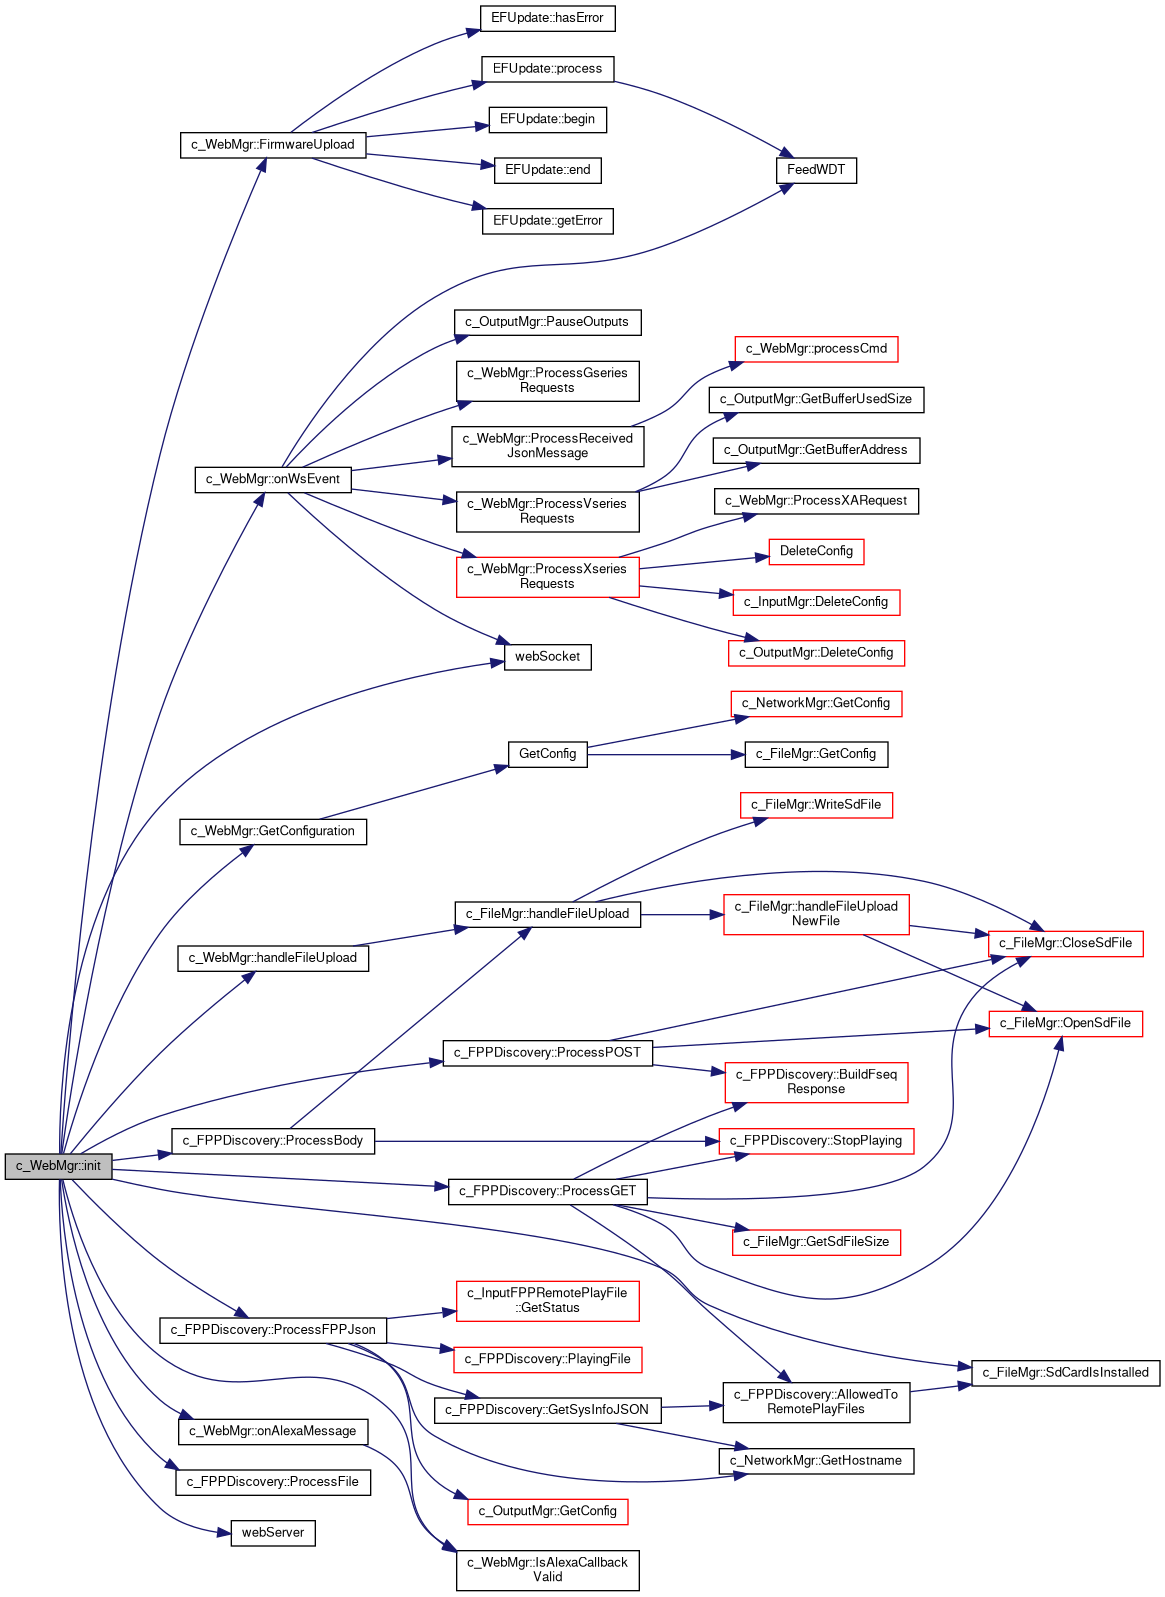 EFUpdate::hasError
EFUpdate::process
EFUpdate::begin
c_WebMgr::FirmwareUpload
EFUpdate::end
FeedWDT
EFUpdate::getError
c_OutputMgr::PauseOutputs
c_WebMgr::processCmd
c_WebMgr::ProcessGseries
Requests
c_OutputMgr::GetBufferUsedSize
c_WebMgr::ProcessReceived
JsonMessage
c_OutputMgr::GetBufferAddress
c_WebMgr::onWsEvent
c_WebMgr::ProcessVseries
Requests
c_WebMgr::ProcessXARequest
DeleteConfig
c_WebMgr::ProcessXseries
Requests
c_InputMgr::DeleteConfig
c_OutputMgr::DeleteConfig
webSocket
c_NetworkMgr::GetConfig
GetConfig
c_FileMgr::GetConfig
c_FileMgr::WriteSdFile
c_WebMgr::GetConfiguration
c_FileMgr::handleFileUpload
c_FileMgr::handleFileUpload
NewFile
c_FileMgr::CloseSdFile
c_WebMgr::handleFileUpload
c_FileMgr::OpenSdFile
c_FPPDiscovery::ProcessPOST
c_FPPDiscovery::BuildFseq
Response
c_FPPDiscovery::ProcessBody
c_FPPDiscovery::StopPlaying
c_WebMgr::init
c_FPPDiscovery::ProcessGET
c_FileMgr::GetSdFileSize
c_InputFPPRemotePlayFile
::GetStatus
c_FPPDiscovery::ProcessFPPJson
c_FPPDiscovery::PlayingFile
c_FileMgr::SdCardIsInstalled
c_FPPDiscovery::AllowedTo
RemotePlayFiles
c_FPPDiscovery::GetSysInfoJSON
c_WebMgr::onAlexaMessage
c_NetworkMgr::GetHostname
c_FPPDiscovery::ProcessFile
c_OutputMgr::GetConfig
webServer
c_WebMgr::IsAlexaCallback
Valid